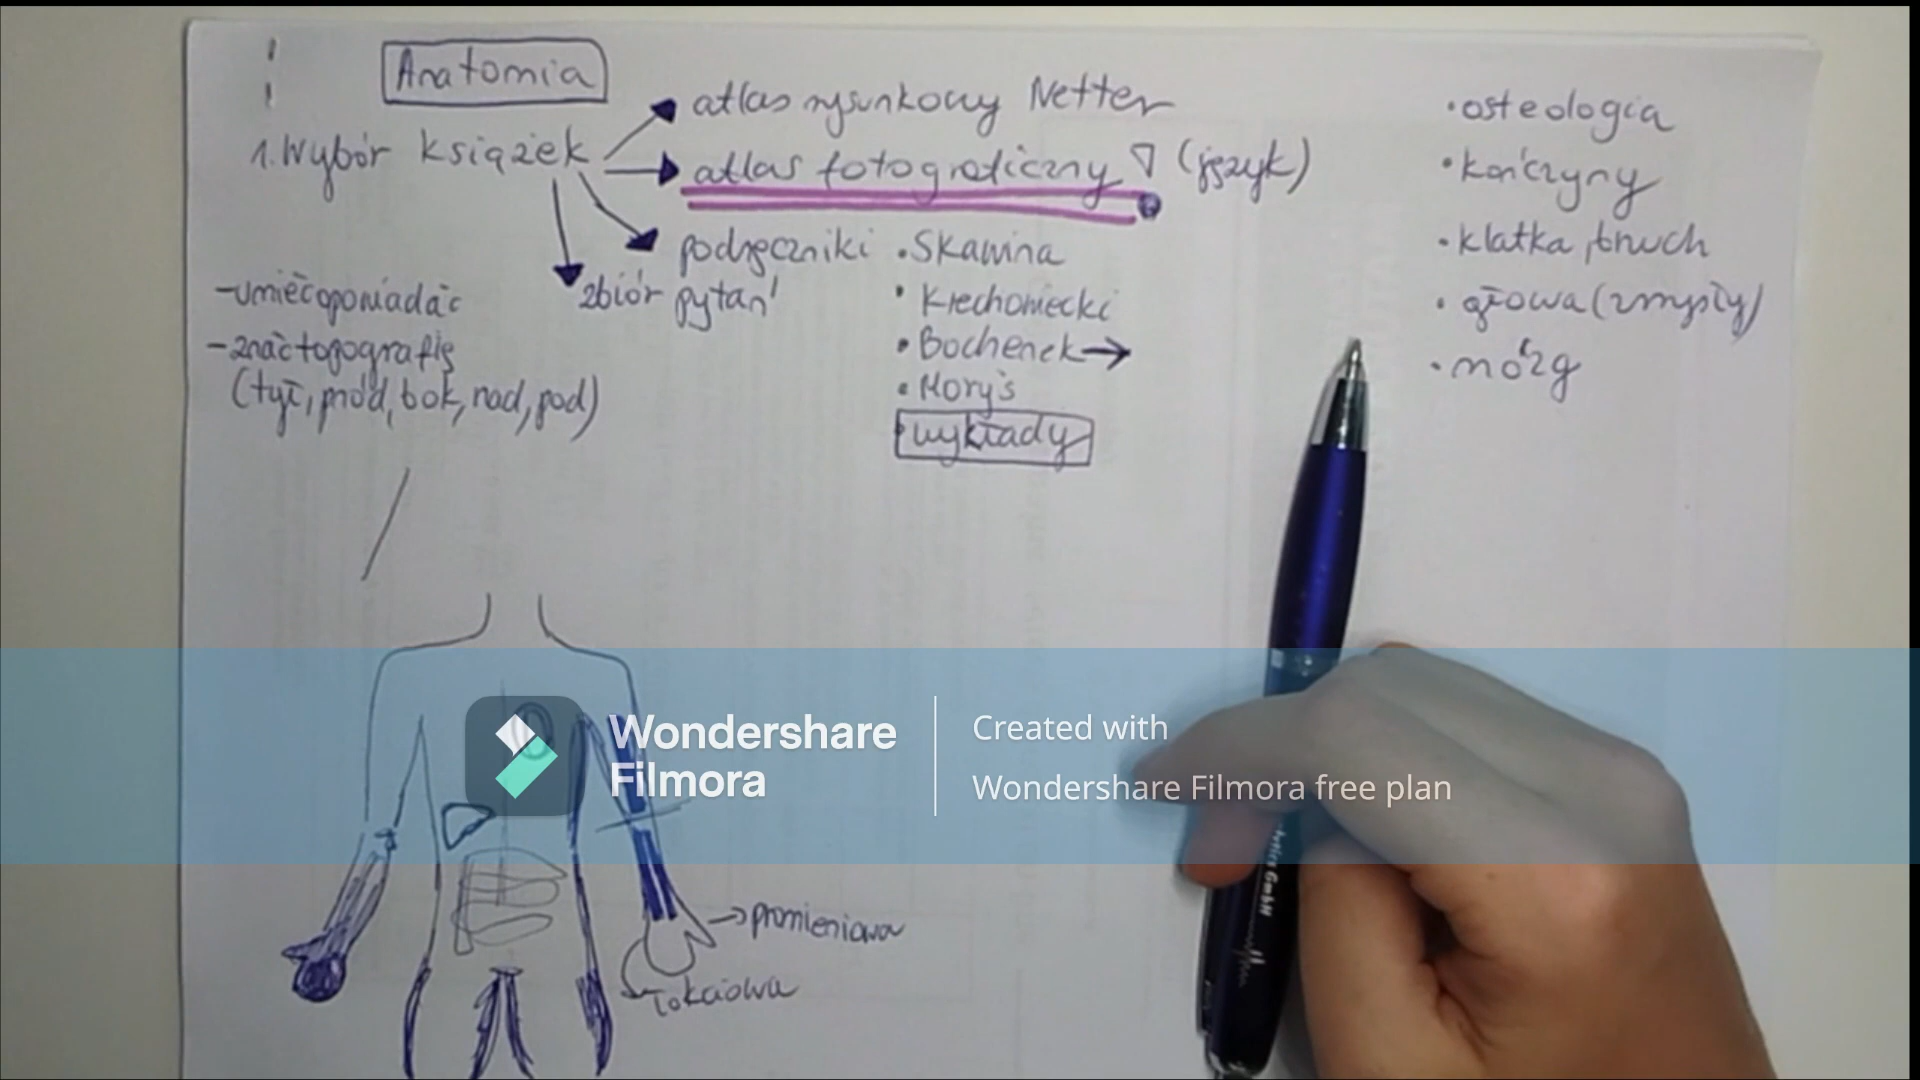 Anatomia
1. Wybór książek
atlas rysunkowy Netter
atlas fotograficzny (język)
podręczniki
• Skawina
• Krechowiecki
• Bochenek →
• Moryś
• wykłady
zbiór pytań
- umieć opowiadać
- znać topografię
(tył, przód, bok, nad, pod)
• osteologia
• kończyny
• klatka, brzuch
• głowa (zmysły)
• mózg
Wondershare
Filmora
Created with
Wondershare Filmora free plan
→ promieniowa
łokciowa